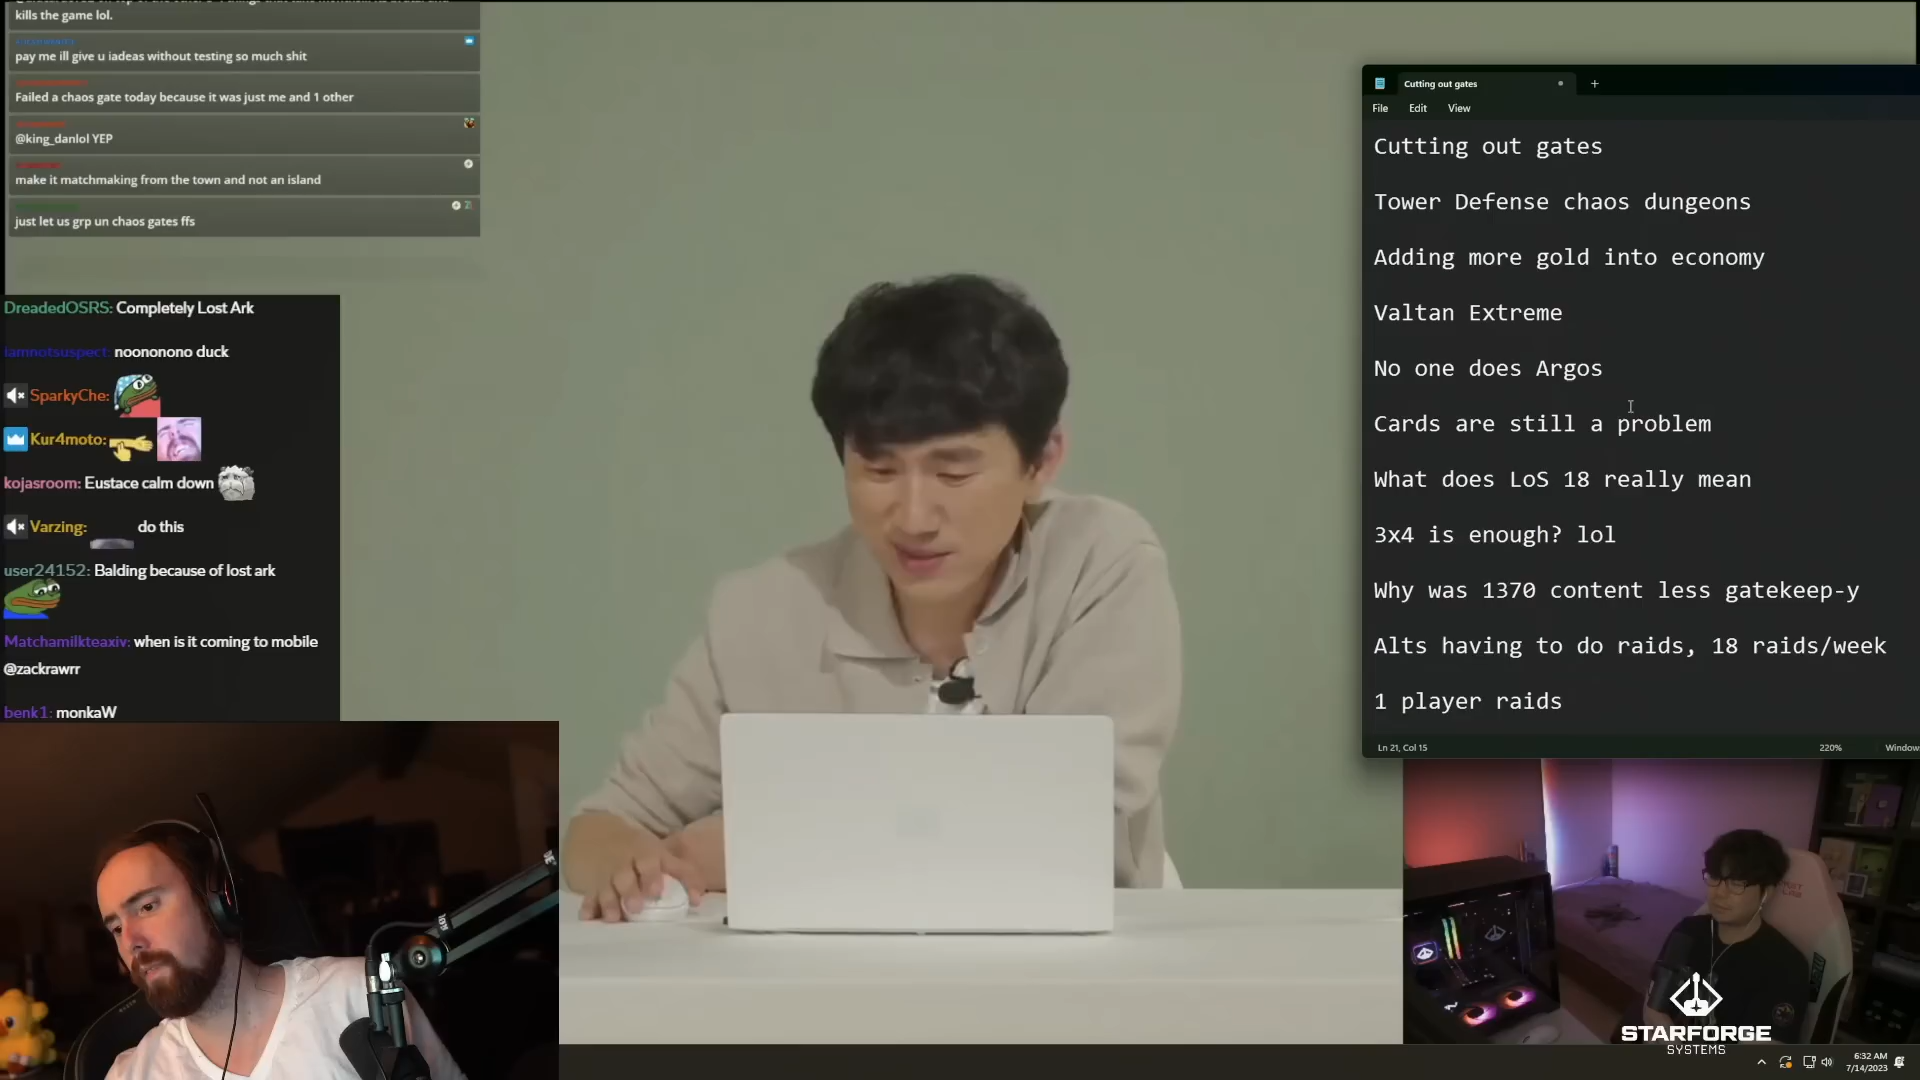 kills the game lol.
pay me ill give u iadeas without testing so much shit
Failed a chaos gate today because it was just me and 1 other
@king_danlol YEP
make it matchmaking from the town and not an island
just let us grp un chaos gates ffs
DreadedOSRS: Completely Lost Ark
Iamnotsuspect: noononono duck
SparkyChe:
Kur4moto:
kojasroom: Eustace calm down
Varzing: do this
user24152: Balding because of lost ark
Matchamilkteaxiv: when is it coming to mobile
@zackrawrr
benk1: monkaW
Cutting out gates
+
File Edit View
Cutting out gates
Tower Defense chaos dungeons
Adding more gold into economy
Valtan Extreme
No one does Argos
Cards are still a problem
What does LoS 18 really mean
3x4 is enough? lol
Why was 1370 content less gatekeep-y
Alts having to do raids, 18 raids/week
1 player raids
Ln 21, Col 15
220%
Window
STARFORGE
SYSTEMS
6:32 AM
7/14/2023